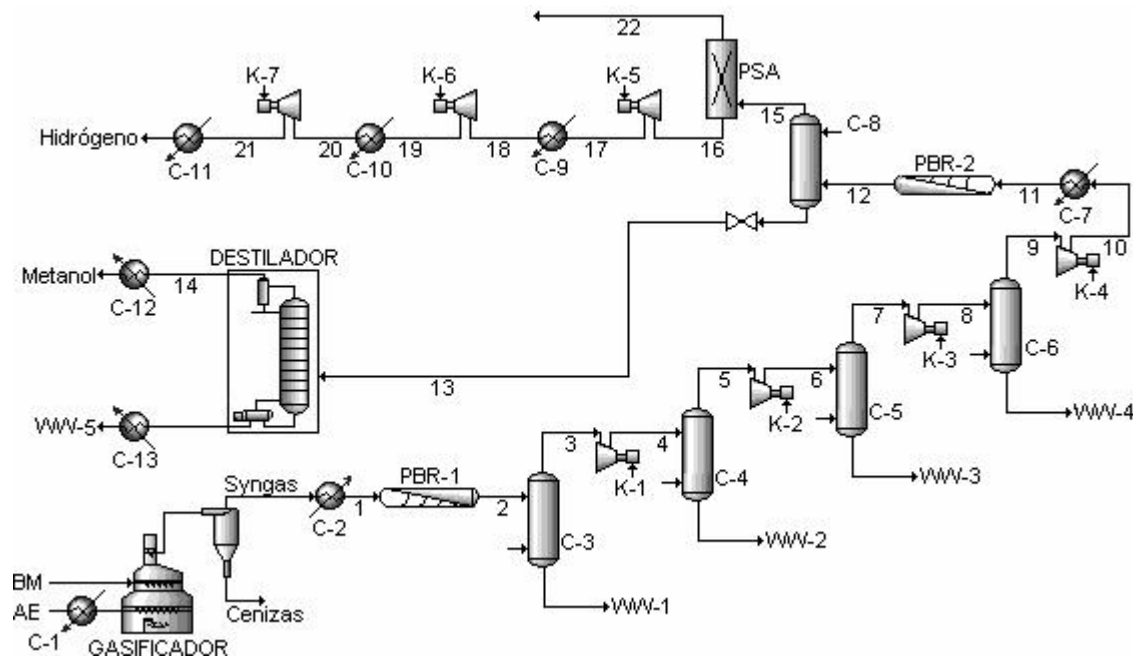 22
K-7
K-6
K-5
PSA
15
C-8
Hidrógeno
21
20
19
18
17
16
C-11
C-10
C-9
PBR-2
12
11
C-7
9
10
K-4
DESTILADOR
Metanol
14
C-12
7
8
K-3
C-6
13
5
6
K-2
C-5
WW-4
WW-5
C-13
3
4
K-1
C-4
WW-3
Syngas
PBR-1
1
2
C-2
C-3
WW-2
BM
AE
C-1
Cenizas
WW-1
GASIFICADOR